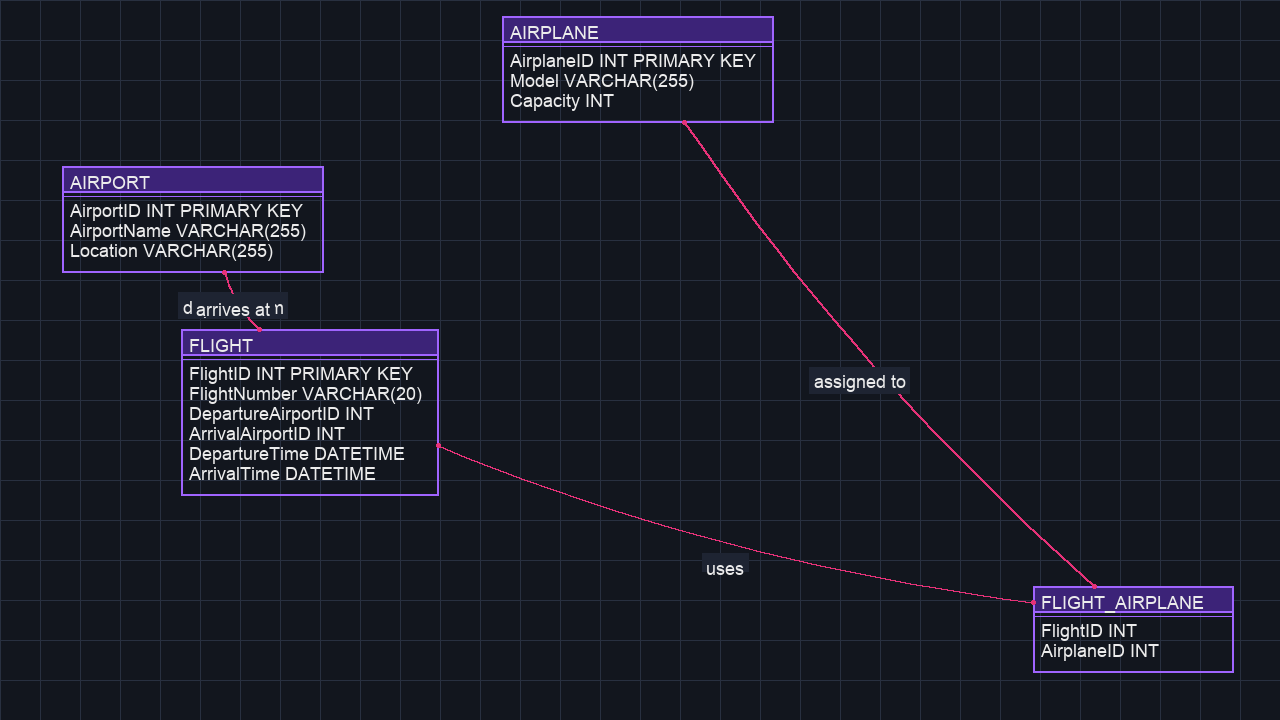 AIRPLANE
AirplaneID INT PRIMARY KEY
Model VARCHAR(255)
Capacity INT
AIRPORT
AirportID INT PRIMARY KEY
AirportName VARCHAR(255)
Location VARCHAR(255)
arrives at
FLIGHT
FlightID INT PRIMARY KEY
FlightNumber VARCHAR(20)
DepartureAirportID INT
ArrivalAirportID INT
DepartureTime DATETIME
ArrivalTime DATETIME
assigned to
uses
FLIGHT_AIRPLANE
FlightID INT
AirplaneID INT